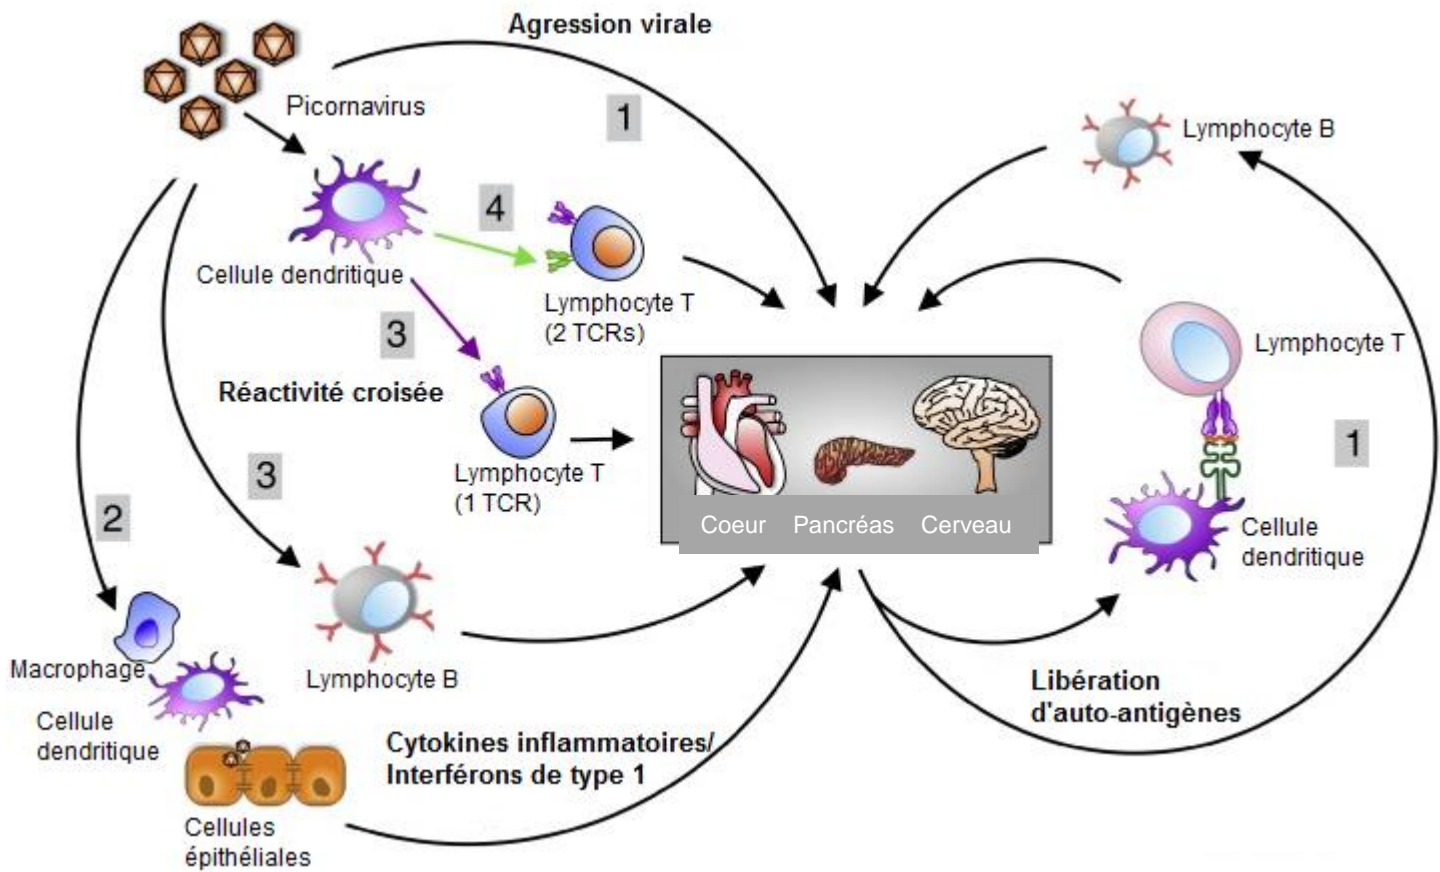 Agression virale
Picornavirus
1
Lymphocyte B
4
Cellule dendritique
Lymphocyte T
(2 TCRs)
3
Réactivité croisée
Lymphocyte T
Lymphocyte T
(1 TCR)
3
1
2
Coeur Pancréas Cerveau
Cellule
dendritique
Macrophage
Lymphocyte B
Cellule
dendritique
Libération
d'auto-antigènes
Cytokines inflammatoires/
Interférons de type 1
Cellules
épithéliales